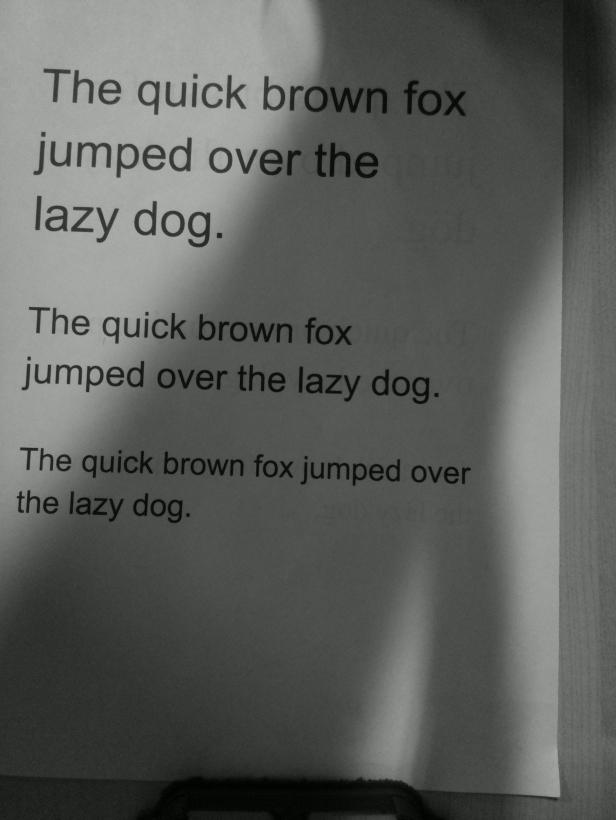 The quick brown fox
jumped over the
lazy dog.
The quick brown fox
jumped over the lazy dog.
The quick brown fox jumped over
the lazy dog.